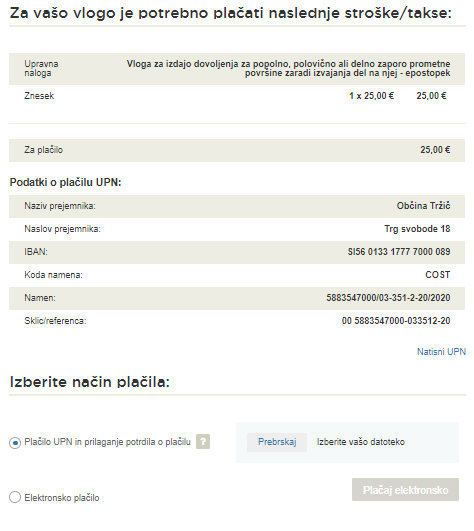 Za vašo vlogo je potrebno plačati naslednje stroške/takse:
Upravna Vloga za izdajo dovoljenja za popolno, polovično ali delno zaporo prometne
naloga površine zaradi izvajanja del na njej - epostopek
Znesek 1 x 25,00 € 25,00 €
Za plačilo 25,00 €
Podatki o plačilu UPN:
Naziv prejemnika: Občina Tržič
Naslov prejemnika: Trg svobode 18
IBAN: SI56 0133 1777 7000 089
Koda namena: COST
Namen: 5883547000/03-351-2-20/2020
Sklic/referenca: 00 5883547000-033512-20
Natisni UPN
Izberite način plačila:
Plačilo UPN in prilaganje potrdila o plačilu ? Prebrskaj Izberite vašo datoteko
Plačaj elektronsko
Elektronsko plačilo